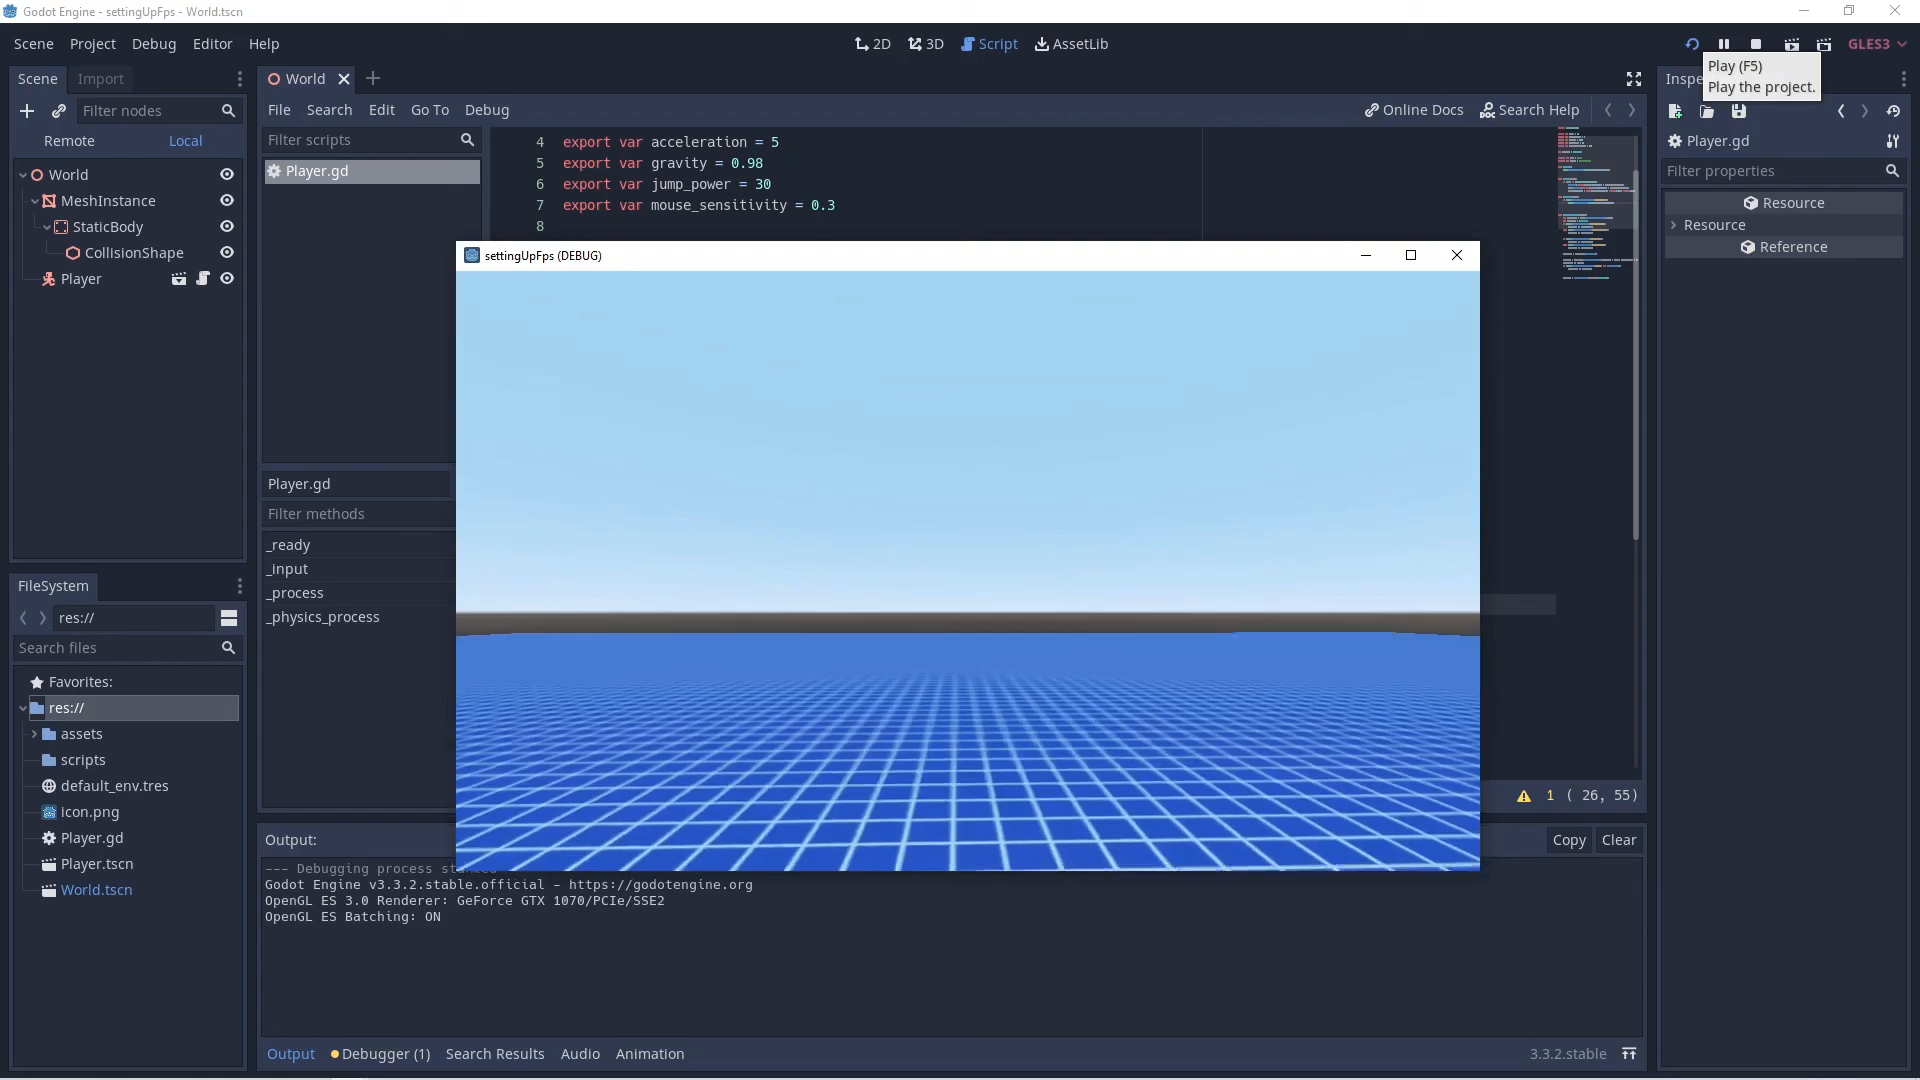 Godot Engine - settingUpFps - World.tscn
Scene Project Debug Editor Help
2D 3D Script AssetLib
GLES3
Play (F5)
Play the project.
Scene Import
World
Inspe
Filter nodes
File Search Edit Go To Debug
Online Docs Search Help
Remote Local
Filter scripts
Player.gd
World
MeshInstance
StaticBody
CollisionShape
Player
Player.gd
4 export var acceleration = 5
5 export var gravity = 0.98
6 export var jump_power = 30
7 export var mouse_sensitivity = 0.3
8
Filter properties
Resource
Resource
Reference
settingUpFps (DEBUG)
Player.gd
Filter methods
_ready
_input
_process
_physics_process
FileSystem
res://
Search files
Favorites:
res://
assets
scripts
default_env.tres
icon.png
Player.gd
Player.tscn
World.tscn
1 ( 26, 55)
Output:
Copy Clear
--- Debugging process
Godot Engine v3.3.2.stable.official - https://godotengine.org
OpenGL ES 3.0 Renderer: GeForce GTX 1070/PCIe/SSE2
OpenGL ES Batching: ON
Output Debugger (1) Search Results Audio Animation
3.3.2.stable